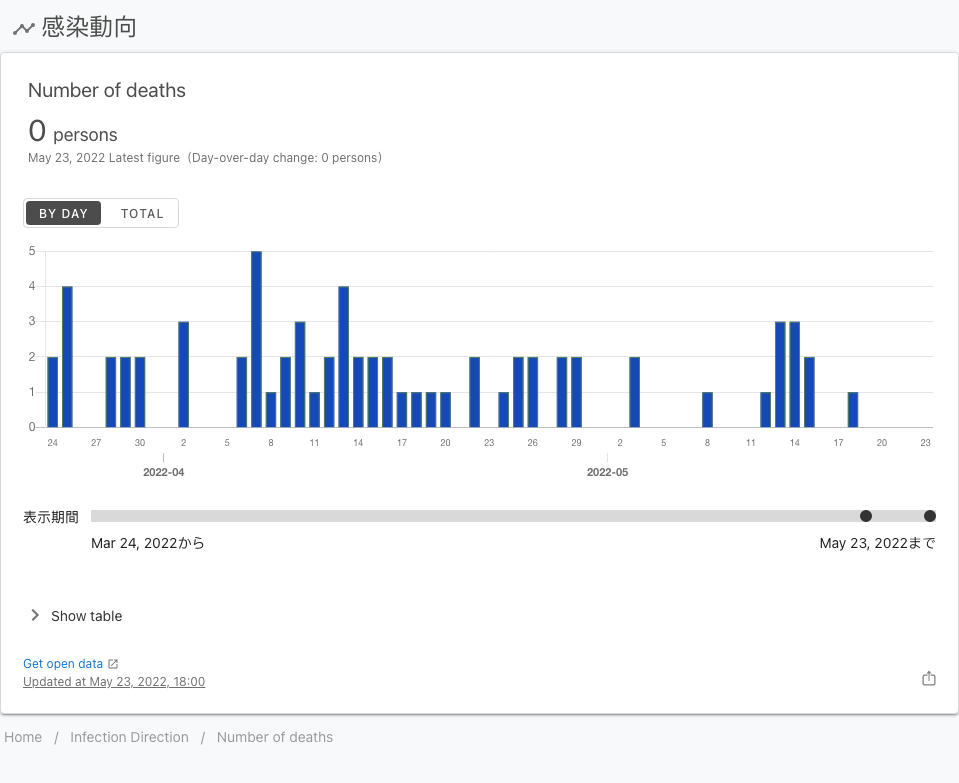 感染動向
Number of deaths
0 persons
May 23, 2022 Latest figure (Day-over-day change: 0 persons)
BY DAY TOTAL
5
4
3
2
1
0
24 27 30 2 5 8 11 14 17 20 23 26 29 2 5 8 11 14 17 20 23
2022-04 2022-05
表示期間
Mar 24, 2022から May 23, 2022まで
Show table
Get open data
Updated at May 23, 2022, 18:00
Home / Infection Direction / Number of deaths